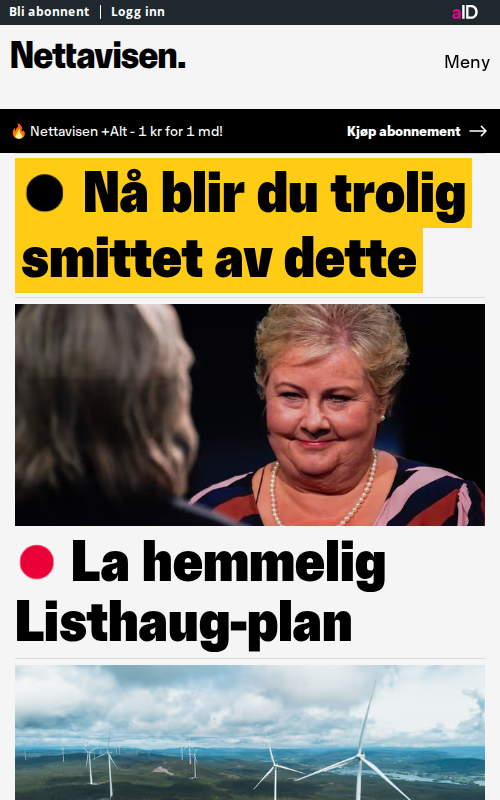 Bli abonnent
Logg inn
aID
Nettavisen.
Meny
🔥 Nettavisen +Alt - 1 kr for 1 md!
Kjøp abonnement →
Nå blir du trolig
smittet av dette
La hemmelig
Listhaug-plan